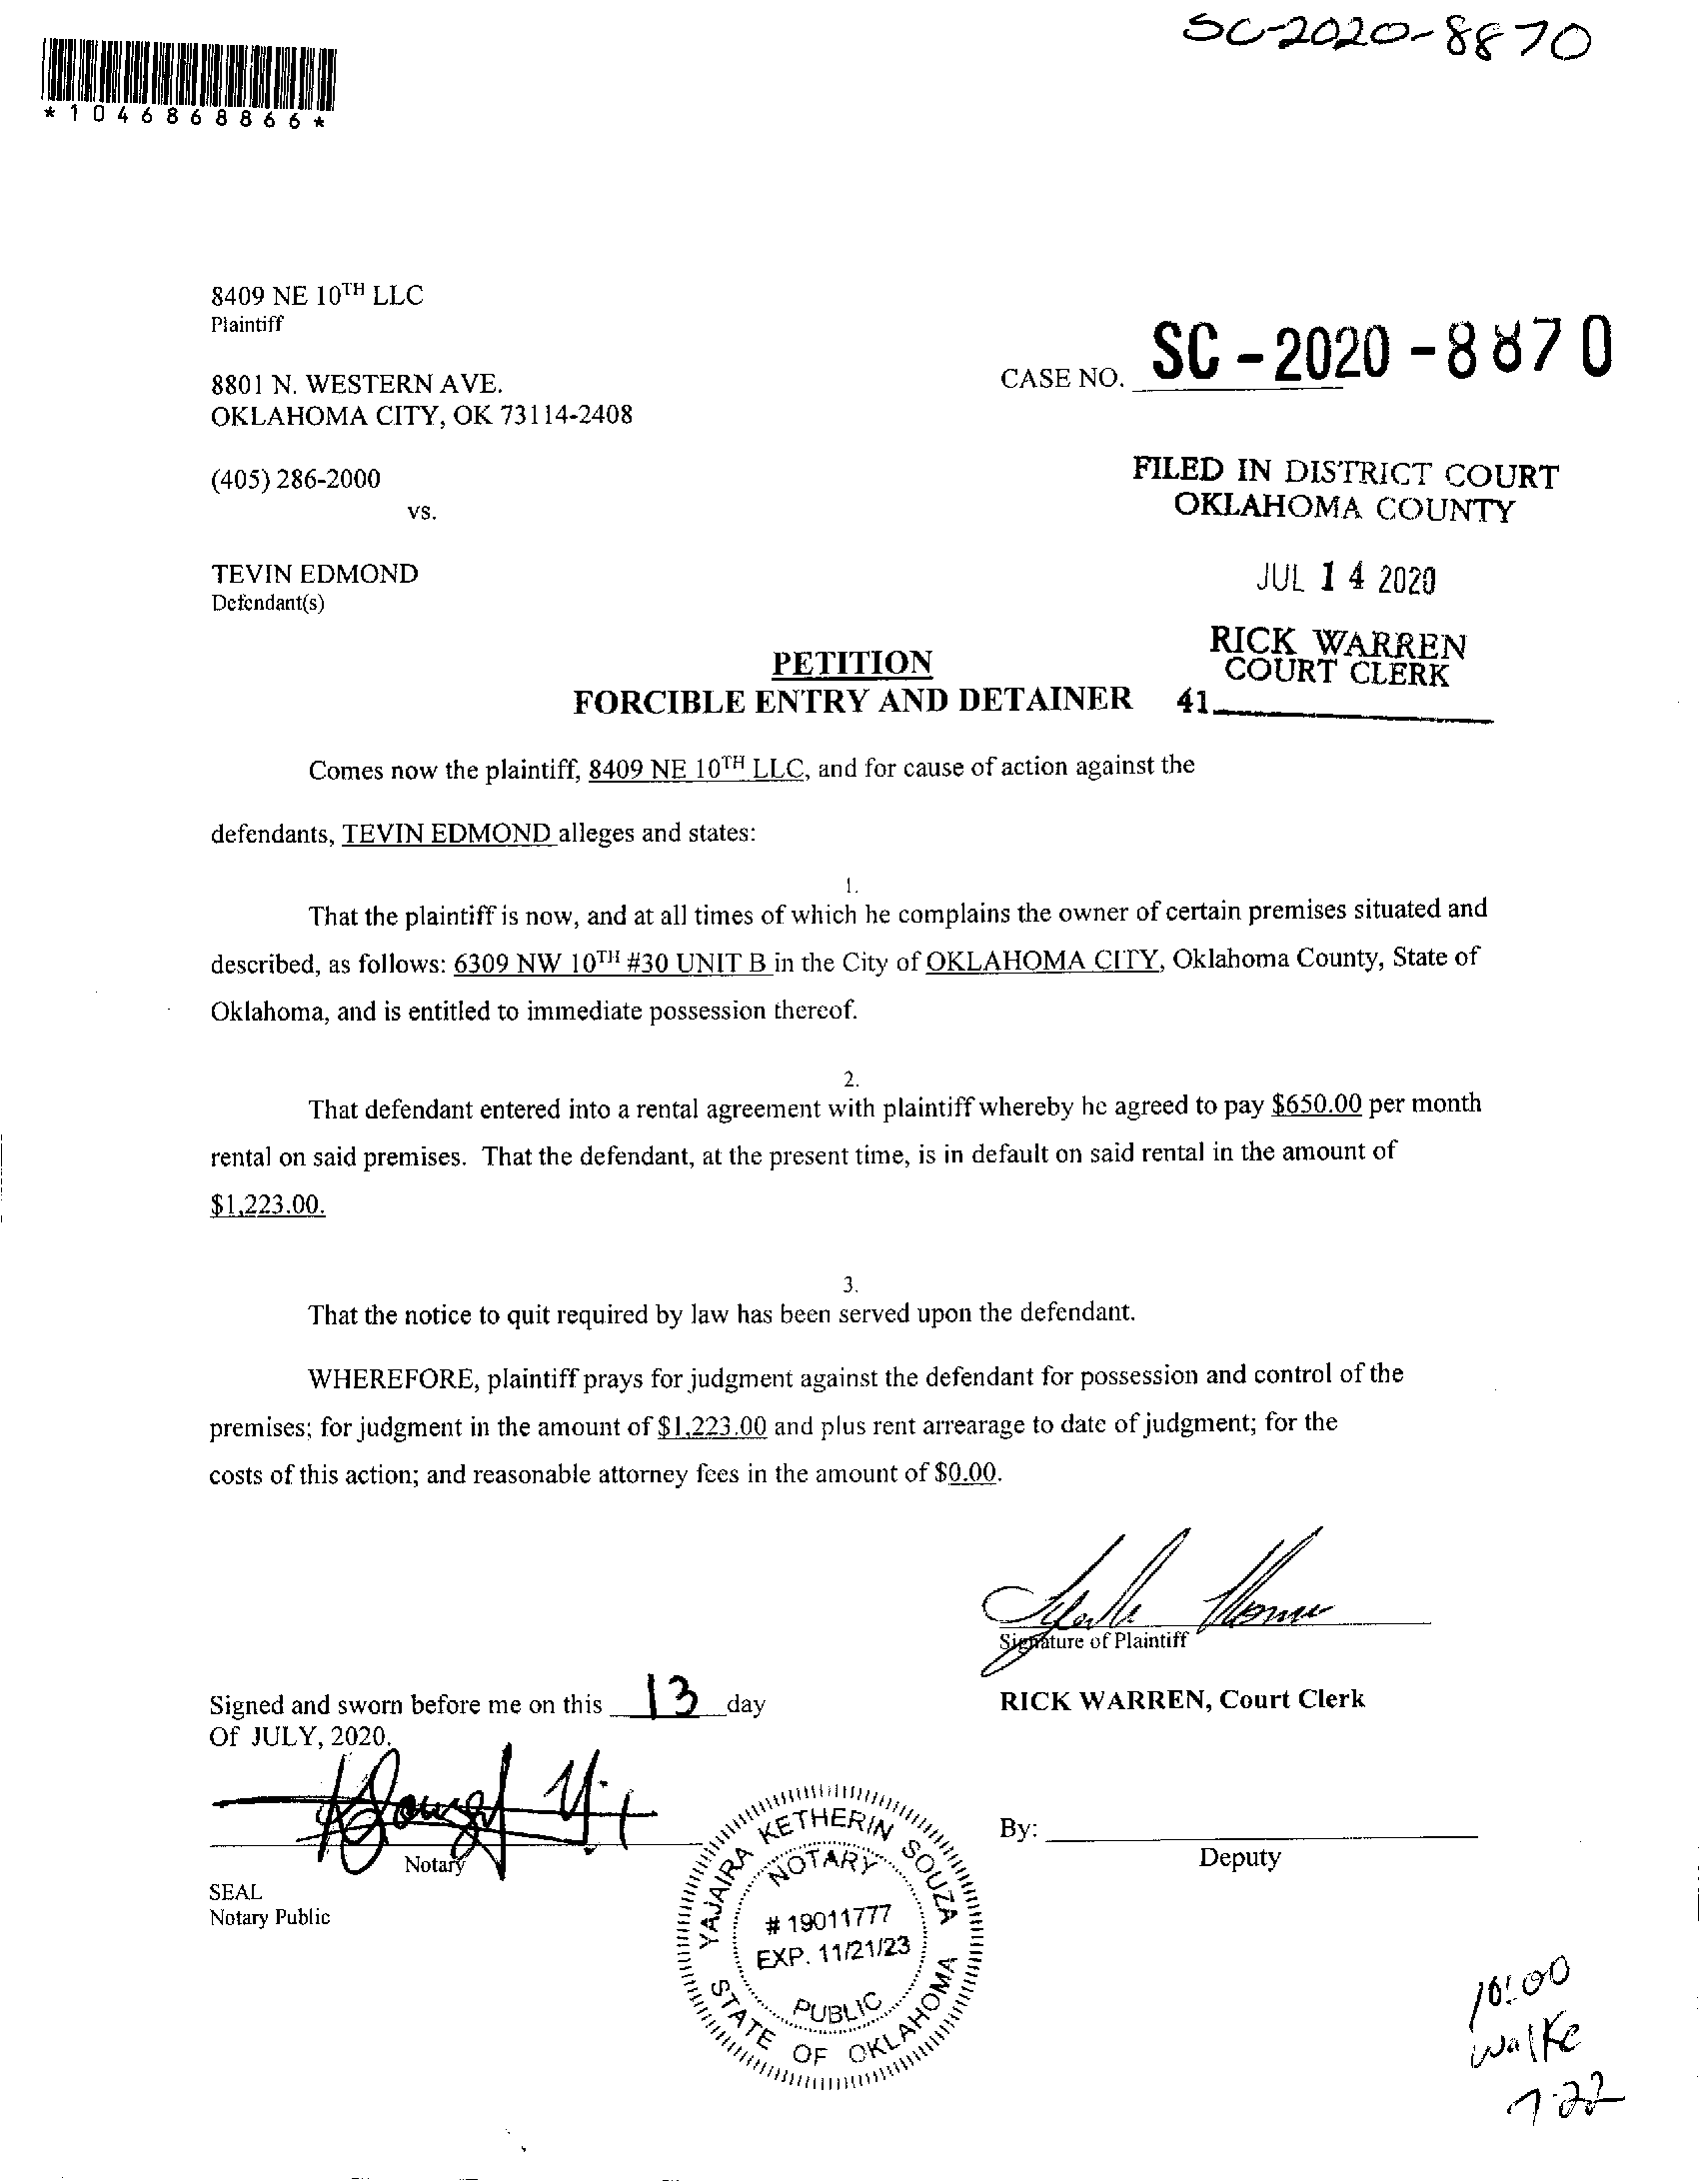 SC-2020-8870
*1046868866*
8409 NE 10TH LLC
Plaintiff
8801 N. WESTERN AVE.
OKLAHOMA CITY, OK 73114-2408
CASE NO. SC-2020-8870
(405) 286-2000
vs.
FILED IN DISTRICT COURT
OKLAHOMA COUNTY
TEVIN EDMOND
Defendant(s)
JUL 14 2020
RICK WARREN
COURT CLERK
41
PETITION
FORCIBLE ENTRY AND DETAINER
Comes now the plaintiff, 8409 NE 10TH LLC, and for cause of action against the
defendants, TEVIN EDMOND alleges and states:
1.
That the plaintiff is now, and at all times of which he complains the owner of certain premises situated and
described, as follows: 6309 NW 10TH #30 UNIT B in the City of OKLAHOMA CITY, Oklahoma County, State of
Oklahoma, and is entitled to immediate possession thereof.
2.
That defendant entered into a rental agreement with plaintiff whereby he agreed to pay $650.00 per month
rental on said premises. That the defendant, at the present time, is in default on said rental in the amount of
$1,223.00.
3.
That the notice to quit required by law has been served upon the defendant.
WHEREFORE, plaintiff prays for judgment against the defendant for possession and control of the
premises; for judgment in the amount of $1,223.00 and plus rent arrearage to date of judgment; for the
costs of this action; and reasonable attorney fees in the amount of $0.00.
Signature of Plaintiff
Signed and sworn before me on this 13 day
Of JULY, 2020.
RICK WARREN, Court Clerk
Notary
SEAL
Notary Public
By:
Deputy
YAJAIRA KETHERIN SOUZA
NOTARY
# 19011777
EXP. 11/21/23
PUBLIC
STATE OF OKLAHOMA
10:00
Walke
7-22